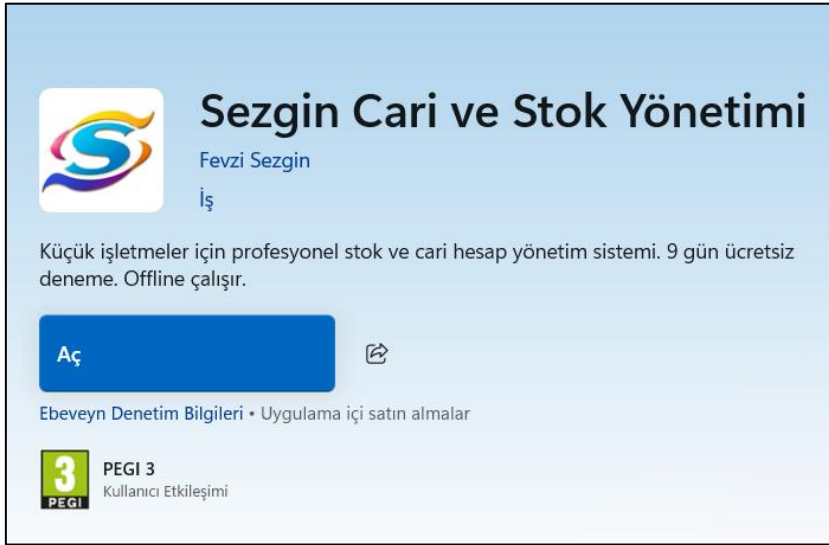 Sezgin Cari ve Stok Yönetimi
Fevzi Sezgin
İş
Küçük işletmeler için profesyonel stok ve cari hesap yönetim sistemi. 9 gün ücretsiz
deneme. Offline çalışır.
Aç
Ebeveyn Denetim Bilgileri • Uygulama içi satın almalar
3
PEGI
PEGI 3
Kullanıcı Etkileşimi